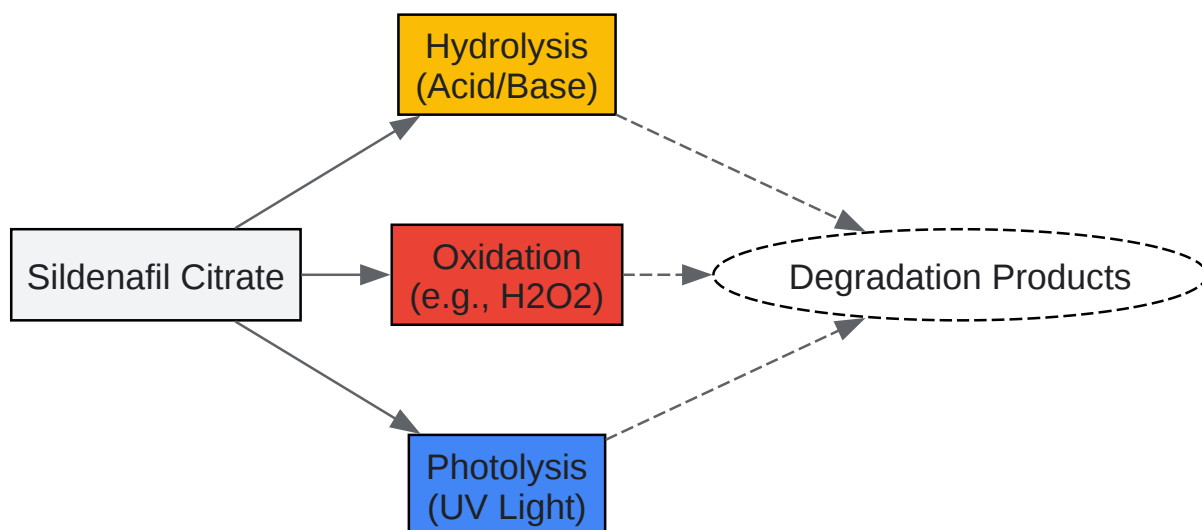 Hydrolysis
(Acid/Base)
Sildenafil Citrate
Oxidation
(e.g., H2O2)
Degradation Products
Photolysis
(UV Light)